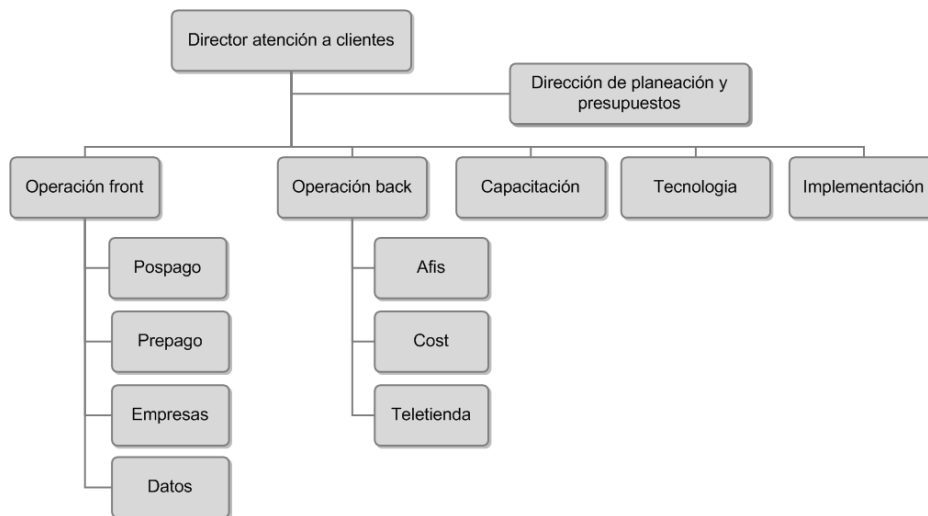 Director atención a clientes
Dirección de planeación y
presupuestos
Operación front
Operación back
Capacitación
Tecnologia
Implementación
Pospago
Afis
Prepago
Cost
Empresas
Teletienda
Datos